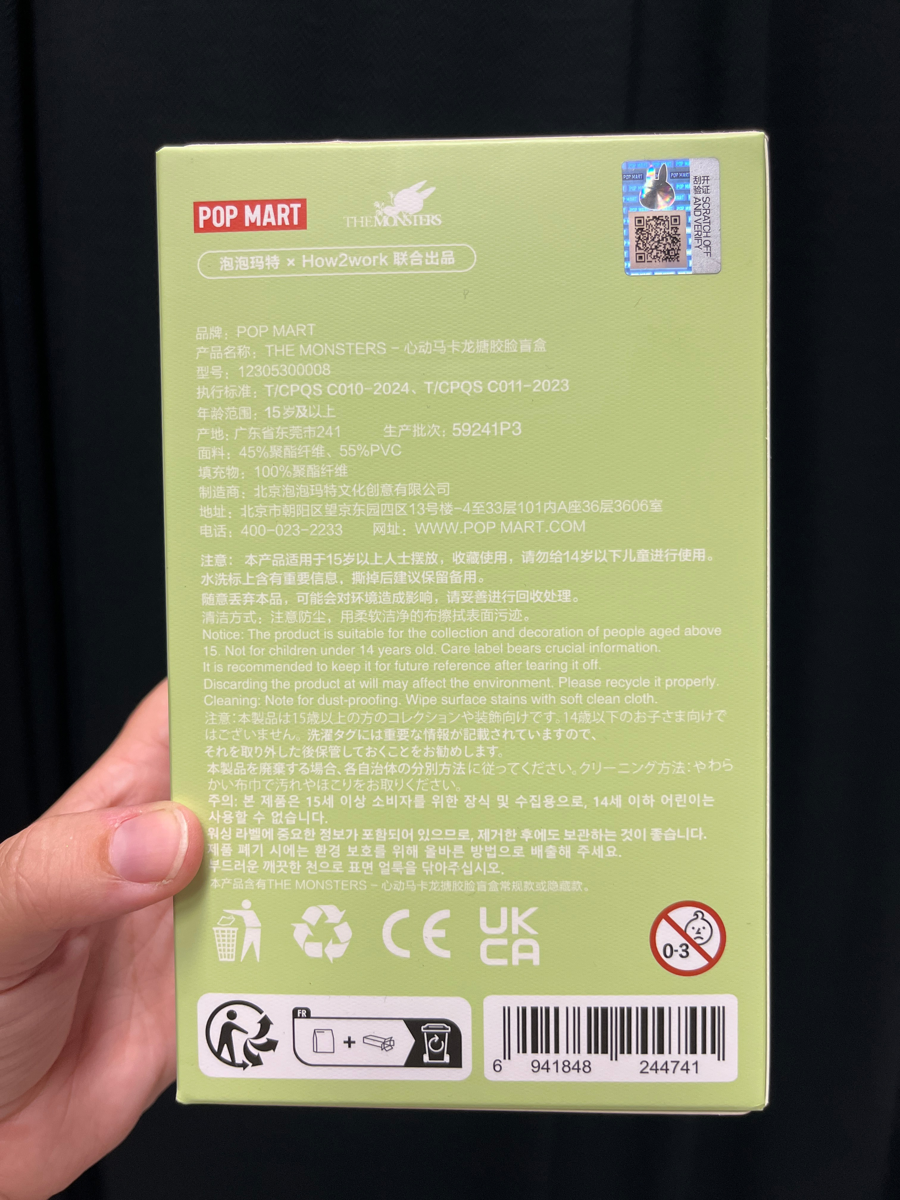 POP MART
THE MONSTERS
POP MART
POP MART
刮开验证 SCRATCH OFF AND VERIFY
泡泡玛特 × How2work 联合出品
品牌：POP MART
产品名称：THE MONSTERS – 心动马卡龙搪胶脸盲盒
型号：12305300008
执行标准：T/CPQS C010–2024、T/CPQS C011–2023
年龄范围：15岁及以上
产地：广东省东莞市241 生产批次：59241P3
面料：45%聚酯纤维、55%PVC
填充物：100%聚酯纤维
制造商：北京泡泡玛特文化创意有限公司
地址：北京市朝阳区望京东园四区13号楼-4至33层101内A座36层3606室
电话：400-023-2233 网址：WWW.POP MART.COM
注意： 本产品适用于15岁以上人士摆放，收藏使用，请勿给14岁以下儿童进行使用。
水洗标上含有重要信息，撕掉后建议保留备用。
随意丢弃本品，可能会对环境造成影响，请妥善进行回收处理。
清洁方式：注意防尘，用柔软洁净的布擦拭表面污迹。
Notice: The product is suitable for the collection and decoration of people aged above
15. Not for children under 14 years old. Care label bears crucial information.
It is recommended to keep it for future reference after tearing it off.
Discarding the product at will may affect the environment. Please recycle it properly.
Cleaning: Note for dust-proofing. Wipe surface stains with soft clean cloth.
注意：本製品は15歳以上の方のコレクションや装飾向けです。14歳以下のお子さま向けで
はございません。洗濯タグには重要な情報が記載されていますので、
それを取り外した後保管しておくことをお勧めします。
本製品を廃棄する場合、各自治体の分別方法に従ってください。クリーニング方法：やわら
かい布巾で汚れやほこりをお取りください。
주의: 본 제품은 15세 이상 소비자를 위한 장식 및 수집용으로, 14세 이하 어린이는
사용할 수 없습니다.
워싱 라벨에 중요한 정보가 포함되어 있으므로, 제거한 후에도 보관하는 것이 좋습니다.
제품 폐기 시에는 환경 보호를 위해 올바른 방법으로 배출해 주세요.
부드러운 깨끗한 천으로 표면 얼룩을 닦아주십시오.
本产品含有THE MONSTERS – 心动马卡龙搪胶脸盲盒常规款或隐藏款。
CE
UK
CA
0-3
FR
+
6 941848 244741